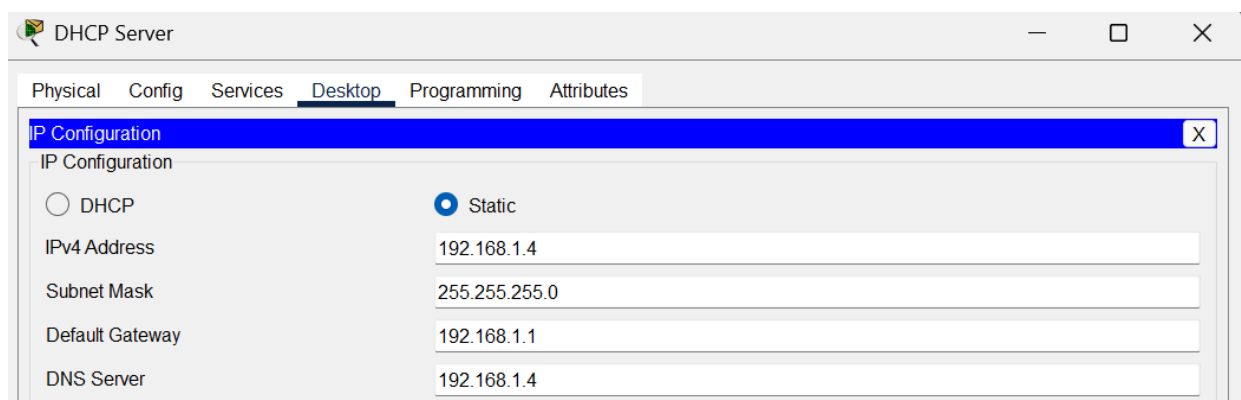 DHCP Server
Physical Config Services Desktop Programming Attributes
IP Configuration X
IP Configuration
DHCP Static
IPv4 Address 192.168.1.4
Subnet Mask 255.255.255.0
Default Gateway 192.168.1.1
DNS Server 192.168.1.4